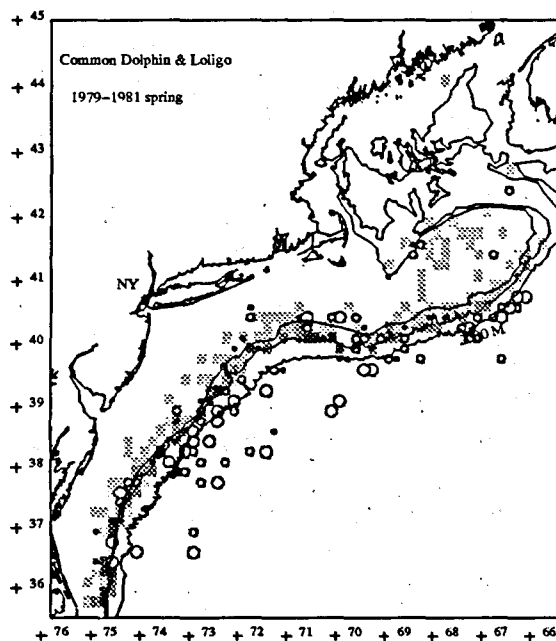 + 45
Common Dolphin & Loligo
+ 44
1979-1981 spring
+ 43
+ 42
+ 41
NY
+ 40
+ 39
+ 38
+ 37
+ 36
+ 76 + 75 + 74 + 73 + 72 + 71 + 70 + 69 + 68 + 67 + 66